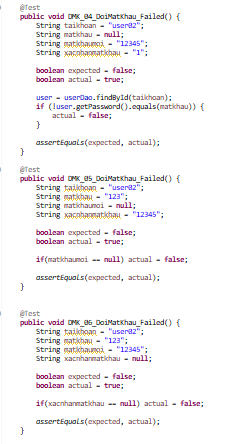 @Test
public void DMK_04_DoiMatKhau_Failed() {
String taikhoan = "user02";
String matkhau = null;
String matkhaumoi = "12345";
String xacnhanmatkhau = "1";
boolean expected = false;
boolean actual = true;
user = userDao.findById(taikhoan);
if (!user.getPassword().equals(matkhau)) {
actual = false;
}
assertEquals(expected, actual);
}
@Test
public void DMK_05_DoiMatKhau_Failed() {
String taikhoan = "user02";
String matkhau = "123";
String matkhaumoi = null;
String xacnhanmatkhau = "12345";
boolean expected = false;
boolean actual = true;
if(matkhaumoi == null) actual = false;
assertEquals(expected, actual);
}
@Test
public void DMK_06_DoiMatKhau_Failed() {
String taikhoan = "user02";
String matkhau = "123";
String matkhaumoi = "12345";
String xacnhanmatkhau = null;
boolean expected = false;
boolean actual = true;
if(xacnhanmatkhau == null) actual = false;
assertEquals(expected, actual);
}